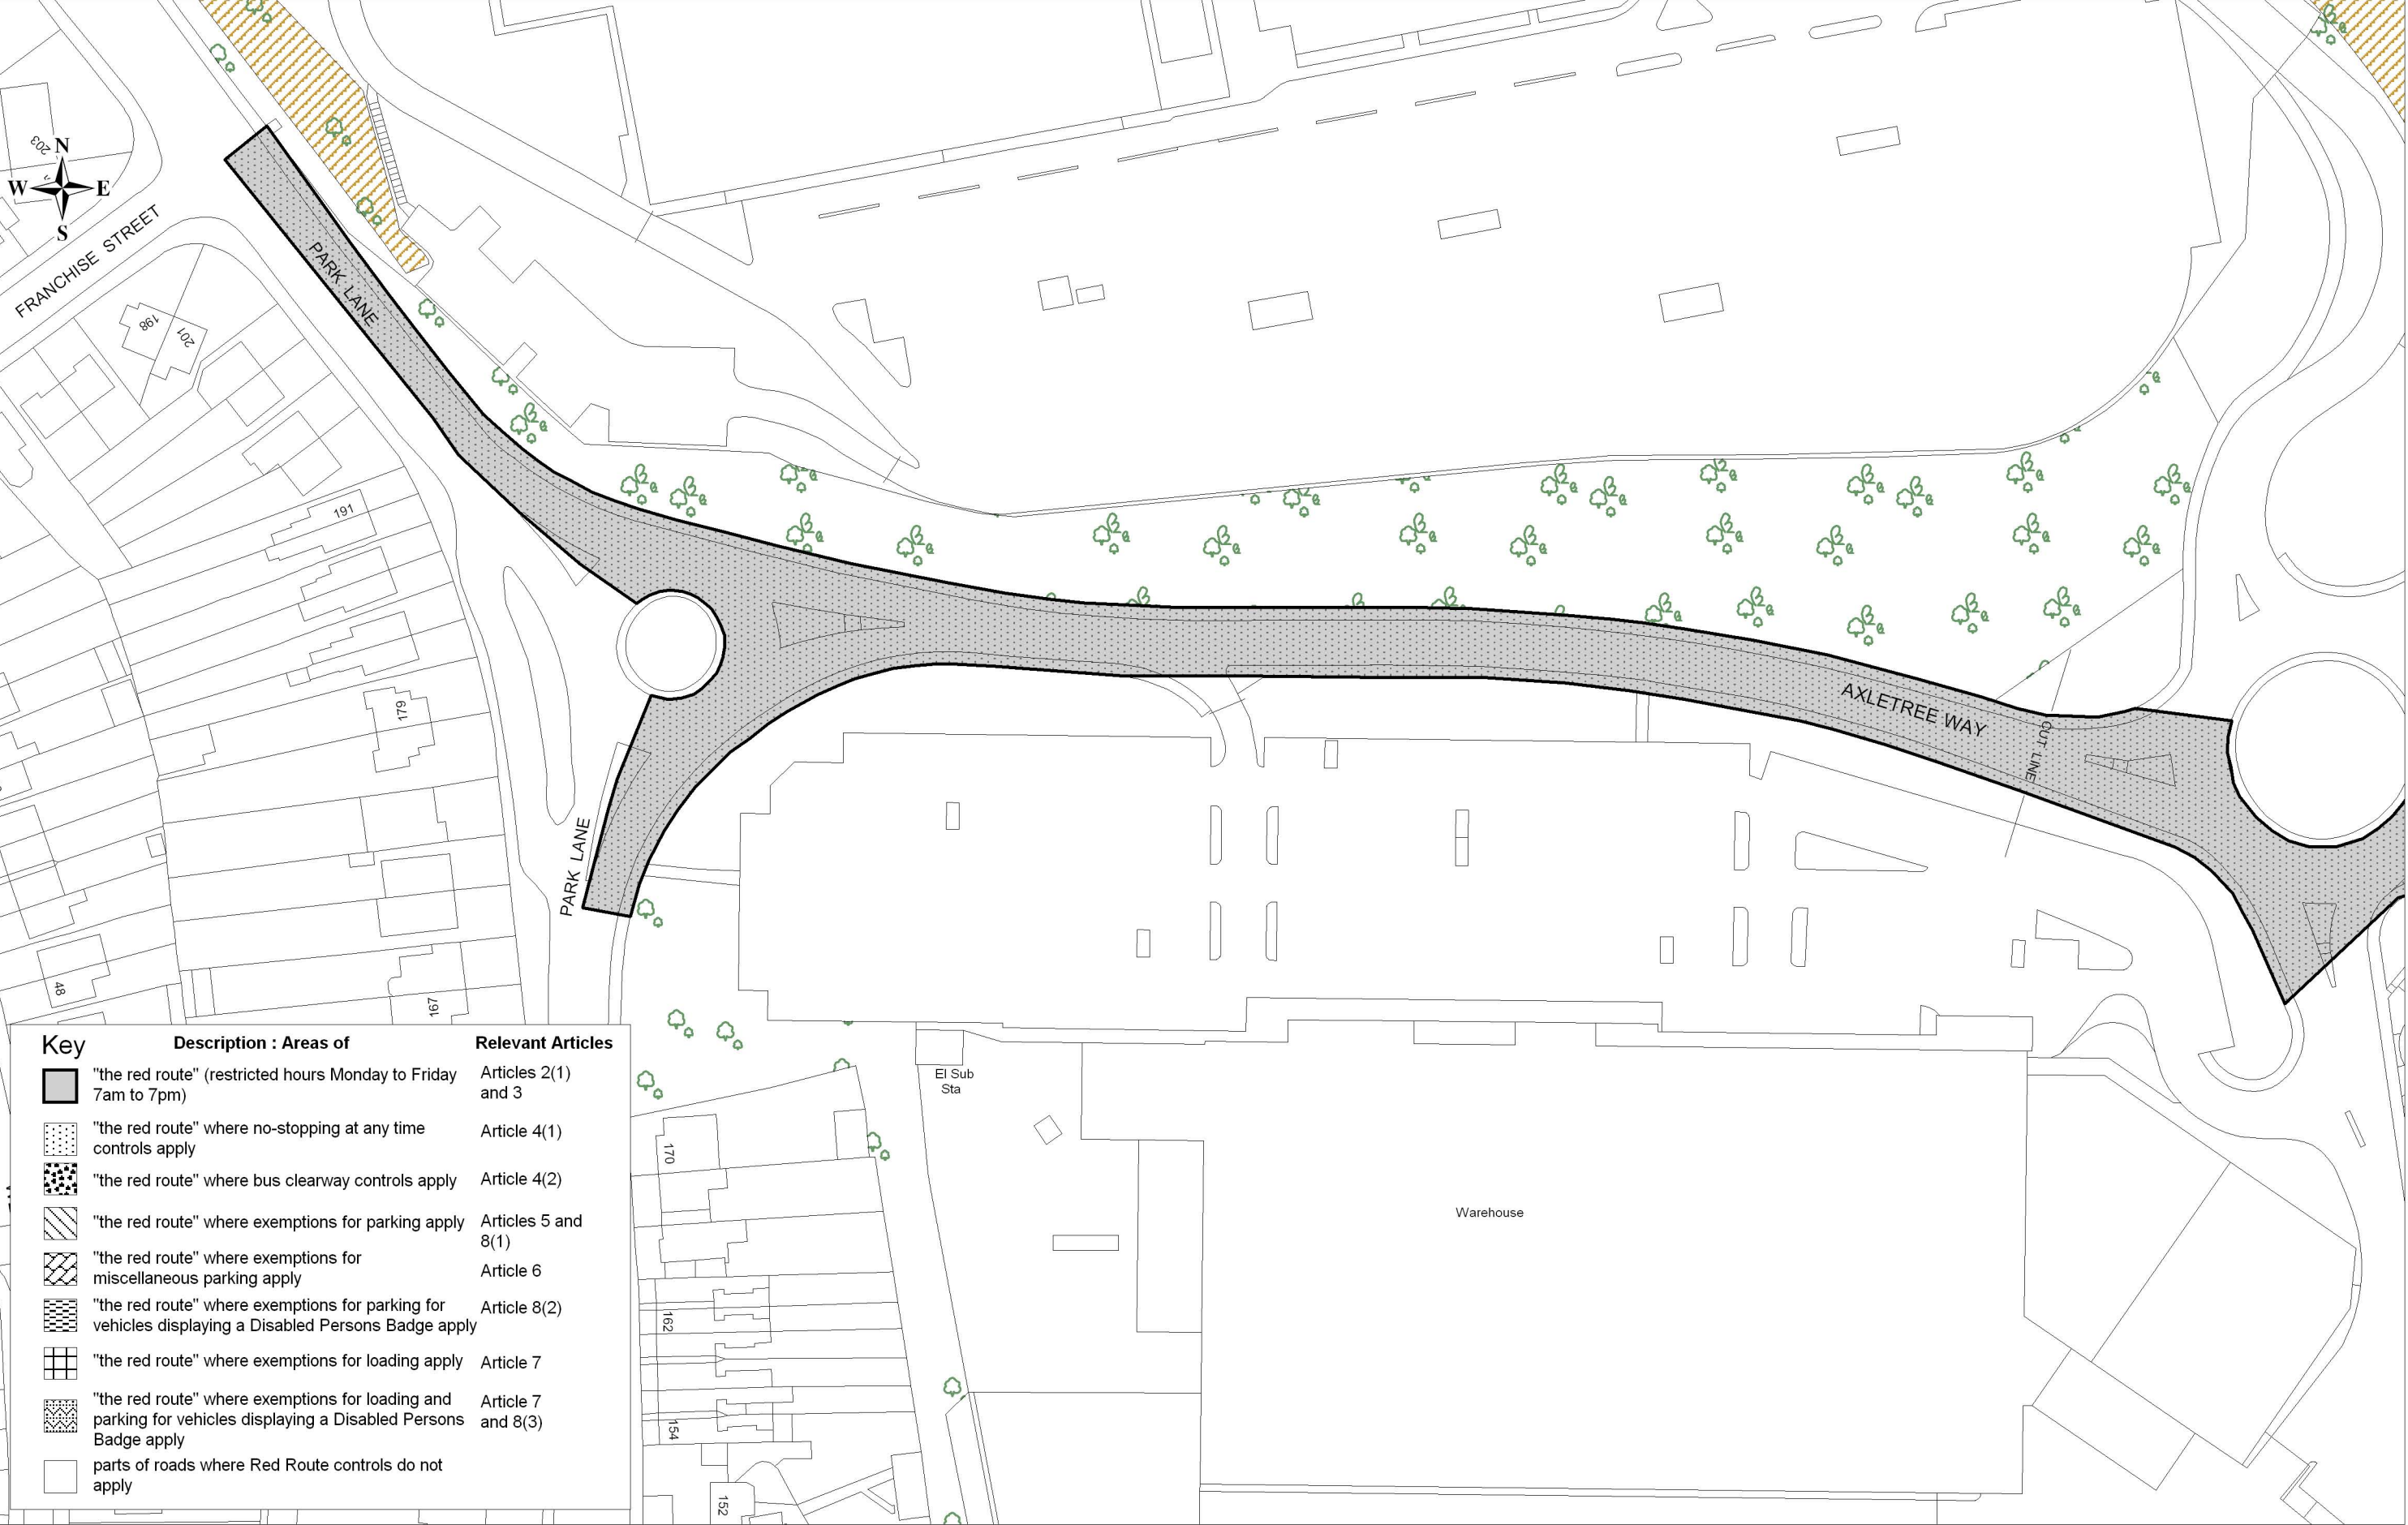 203
N
W E
S
FRANCHISE STREET
PARK LANE
198
201
191
179
AXLETREE WAY
CUT LINE
PARK LANE
48
167
Key Description : Areas of Relevant Articles
"the red route" (restricted hours Monday to Friday Articles 2(1)
7am to 7pm) and 3
"the red route" where no-stopping at any time Article 4(1)
controls apply
"the red route" where bus clearway controls apply Article 4(2)
"the red route" where exemptions for parking apply Articles 5 and
8(1)
"the red route" where exemptions for
miscellaneous parking apply Article 6
"the red route" where exemptions for parking for Article 8(2)
vehicles displaying a Disabled Persons Badge apply
"the red route" where exemptions for loading apply Article 7
"the red route" where exemptions for loading and Article 7
parking for vehicles displaying a Disabled Persons and 8(3)
Badge apply
parts of roads where Red Route controls do not
apply
El Sub
Sta
170
Warehouse
162
154
152